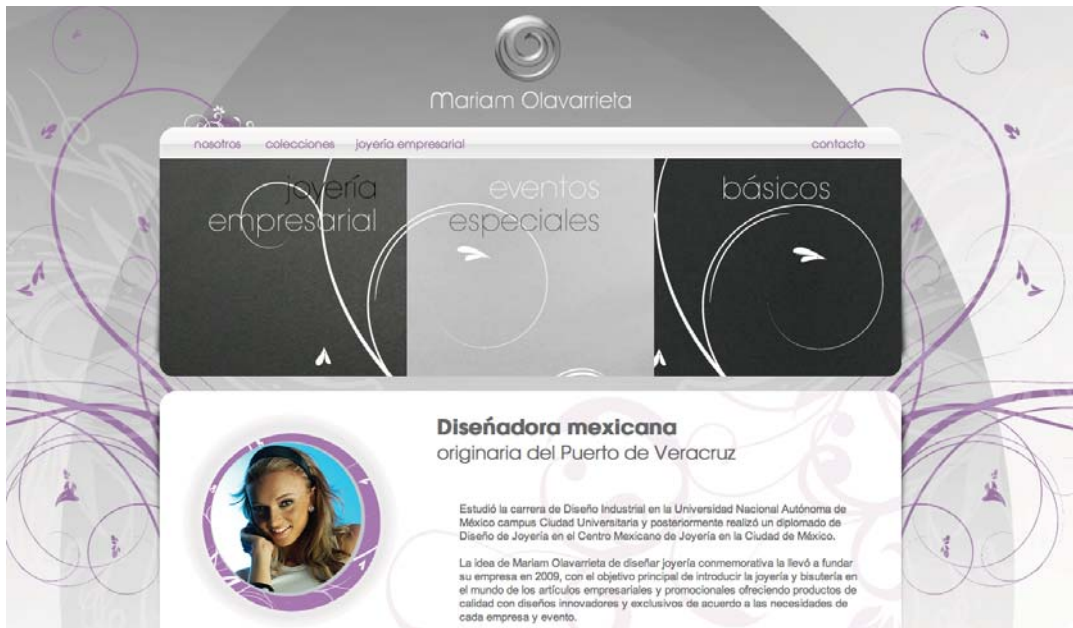 Mariam Olavarrieta
nosotros colecciones joyería empresarial contacto
joyería
empresarial
eventos
especiales
básicos
Diseñadora mexicana
originaria del Puerto de Veracruz
Estudió la carrera de Diseño Industrial en la Universidad Nacional Autónoma de
México campus Ciudad Universitaria y posteriormente realizó un diplomado de
Diseño de Joyería en el Centro Mexicano de Joyería en la Ciudad de México.
La idea de Mariam Olavarrieta de diseñar joyería conmemorativa la llevó a fundar
su empresa en 2009, con el objetivo principal de introducir la joyería y bisutería en
el mundo de los artículos empresariales y promocionales ofreciendo productos de
calidad con diseños innovadores y exclusivos de acuerdo a las necesidades de
cada empresa y evento.